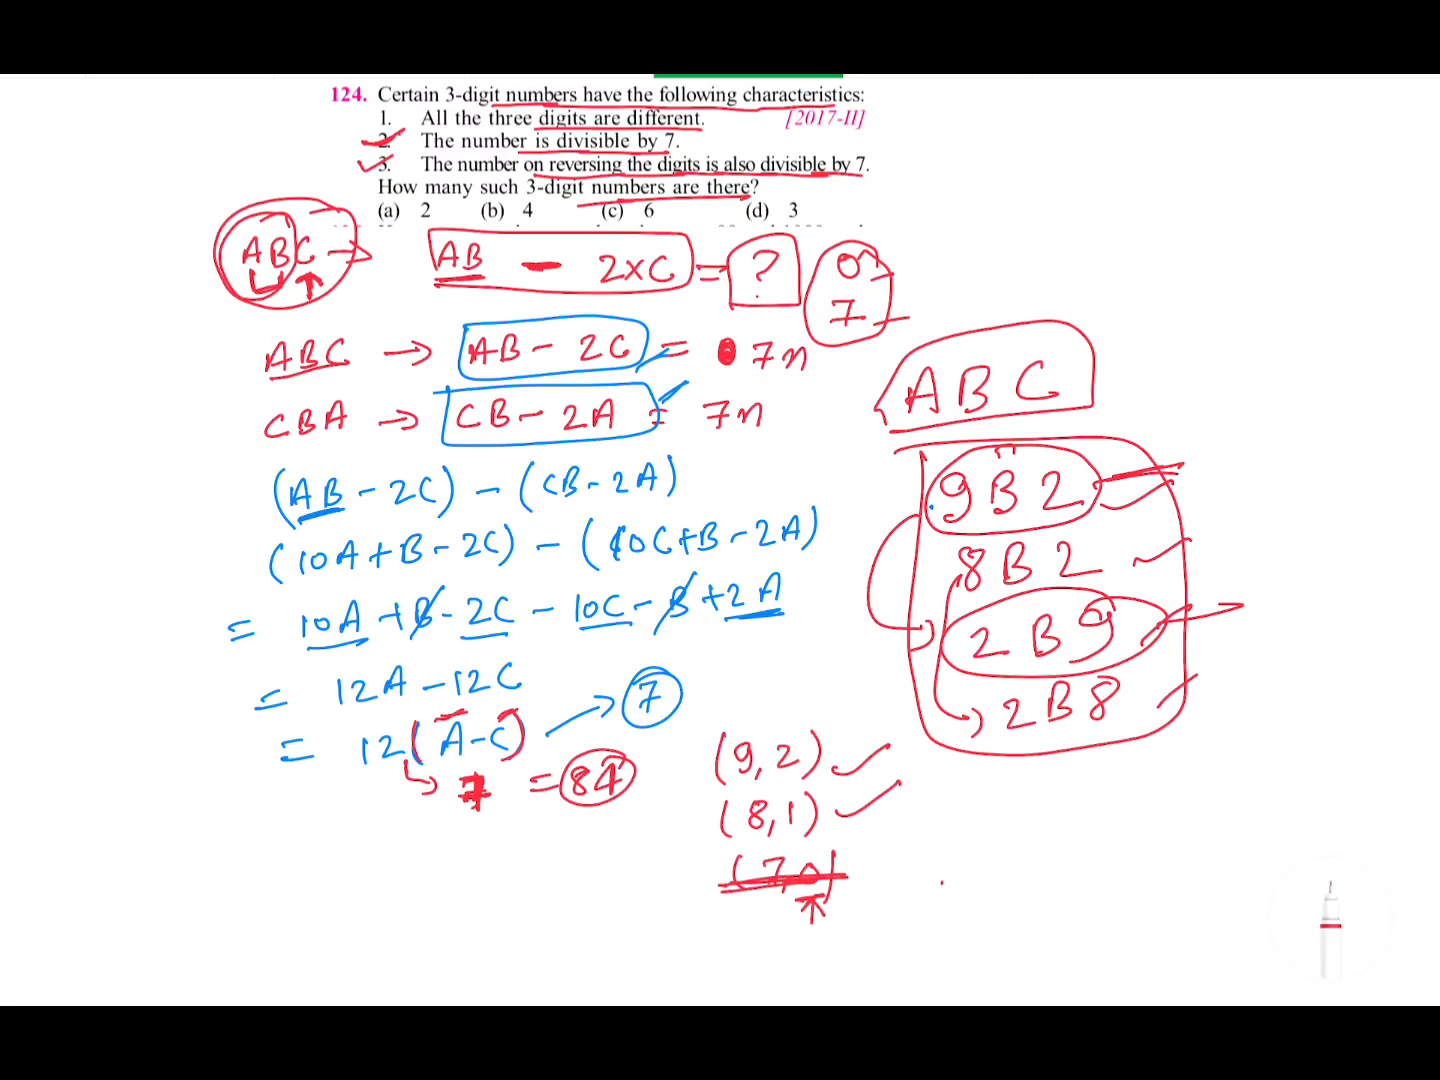 124. Certain 3-digit numbers have the following characteristics:
1. All the three digits are different. [2017-II]
2. The number is divisible by 7.
3. The number on reversing the digits is also divisible by 7.
How many such 3-digit numbers are there?
(a) 2 (b) 4 (c) 6 (d) 3
ABC → AB - 2×C = ? 0
7
ABC → AB - 2C = 7n
CBA → CB - 2A = 7n
(AB - 2C) - (CB - 2A)
(10A + B - 2C) - (10C + B - 2A)
= 10A + B - 2C - 10C - B + 2A
= 12A - 12C
= 12(A - C) → 7
↳ 7 = 84
(9, 2)
(8, 1)
(7, 0)
ABC
9B2
8B2
2B9
2B8